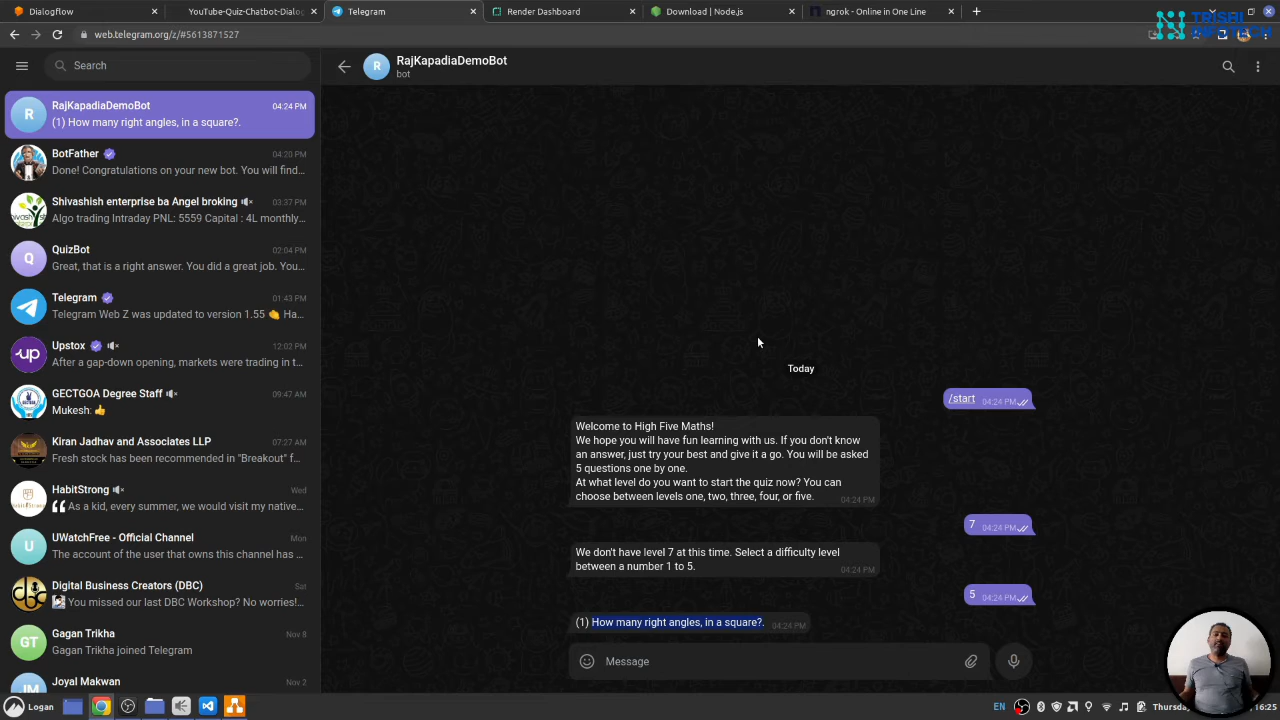 Dialogflow
YouTube-Quiz-Chatbot-Dialog
Telegram
Render Dashboard
Download | Node.js
ngrok - Online in One Line
TRISHI INFOTECH
web.telegram.org/z/#5613871527
Search
RajKapadiaDemoBot
bot
RajKapadiaDemoBot 04:24 PM
(1) How many right angles, in a square?.
BotFather 04:20 PM
Done! Congratulations on your new bot. You will find...
Shivashish enterprise ba Angel broking 03:37 PM
Algo trading Intraday PNL: 5559 Capital : 4L monthly...
QuizBot 02:04 PM
Great, that is a right answer. You did a great job. You...
Telegram 01:43 PM
Telegram Web Z was updated to version 1.55 🤏 Ha...
Upstox 12:02 PM
After a gap-down opening, markets were trading in t...
GECTGOA Degree Staff 09:47 AM
Mukesh: 👍
Kiran Jadhav and Associates LLP 07:27 AM
Fresh stock has been recommended in "Breakout" f...
HabitStrong Wed
As a kid, every summer, we would visit my native...
UWatchFree - Official Channel Mon
The account of the user that owns this channel has ...
Digital Business Creators (DBC) Sat
You missed our last DBC Workshop? No worries!...
Gagan Trikha Nov 8
Gagan Trikha joined Telegram
Joyal Makwan Nov 2
Today
/start 04:24 PM
Welcome to High Five Maths!
We hope you will have fun learning with us. If you don't know
an answer, just try your best and give it a go. You will be asked
5 questions one by one.
At what level do you want to start the quiz now? You can
choose between levels one, two, three, four, or five. 04:24 PM
7 04:24 PM
We don't have level 7 at this time. Select a difficulty level
between a number 1 to 5. 04:24 PM
5 04:24 PM
(1) How many right angles, in a square?. 04:24 PM
Message
Logan
EN
Thursday
16:25